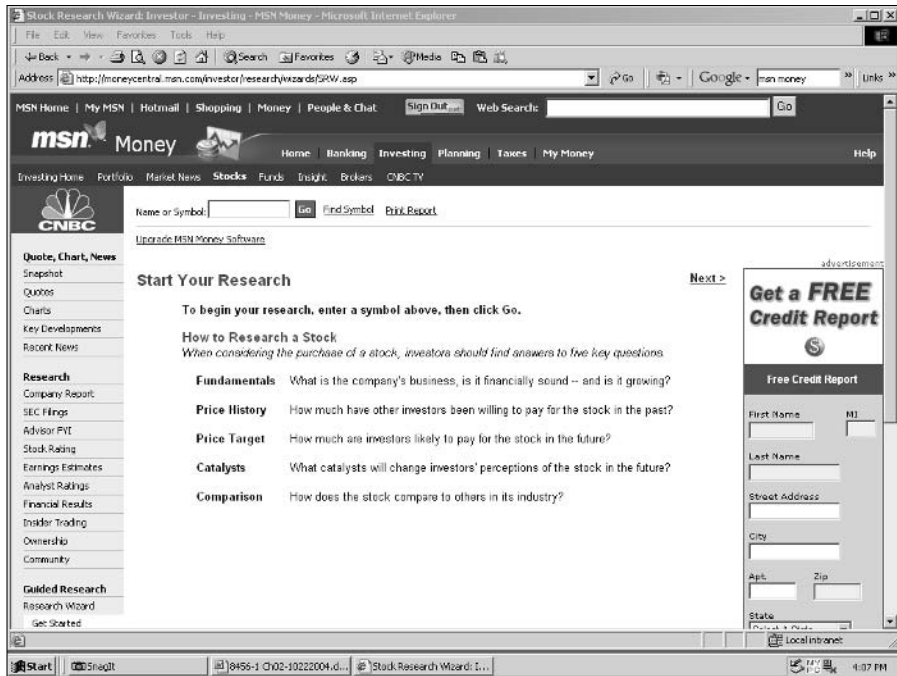 Stock Research Wizard: Investor - Investing - MSN Money - Microsoft Internet Explorer
File Edit View Favorites Tools Help
Back Search Favorites Media
Address http://moneycentral.msn.com/investor/research/wizards/SRW.asp Go Google msn money Links
MSN Home | My MSN | Hotmail | Shopping | Money | People & Chat Sign Out Web Search: Go
msn Money
Home Banking Investing Planning Taxes My Money Help
Investing Home Portfolio Market News Stocks Funds Insight Brokers CNBC TV
CNBC
Name or Symbol: Go Find Symbol Print Report
Upgrade MSN Money Software
Quote, Chart, News
Snapshot
Quotes
Charts
Key Developments
Recent News
Research
Company Report
SEC Filings
Advisor FYI
Stock Rating
Earnings Estimates
Analyst Ratings
Financial Results
Insider Trading
Ownership
Community
Guided Research
Research Wizard
Get Started
Start Your Research Next >
To begin your research, enter a symbol above, then click Go.
How to Research a Stock
When considering the purchase of a stock, investors should find answers to five key questions
Fundamentals What is the company's business, is it financially sound -- and is it growing?
Price History How much have other investors been willing to pay for the stock in the past?
Price Target How much are investors likely to pay for the stock in the future?
Catalysts What catalysts will change investors' perceptions of the stock in the future?
Comparison How does the stock compare to others in its industry?
advertisement
Get a FREE
Credit Report
$
Free Credit Report
First Name MI
Last Name
Street Address
City
Apt. Zip
State
Local intranet
Start SnagIt 8456-1 Ch02-10222004.d... Stock Research Wizard: I... 4:07 PM